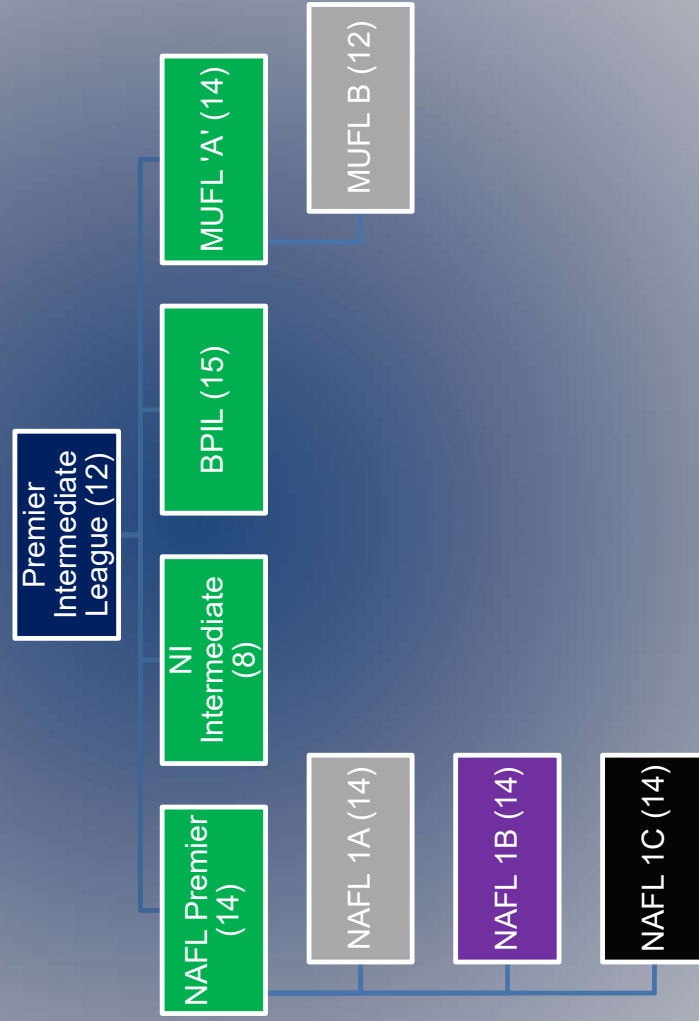 Premier
Intermediate
League (12)
NAFL Premier
(14)
NI
Intermediate
(8)
BPIL (15)
MUFL 'A' (14)
NAFL 1A (14)
MUFL B (12)
NAFL 1B (14)
NAFL 1C (14)